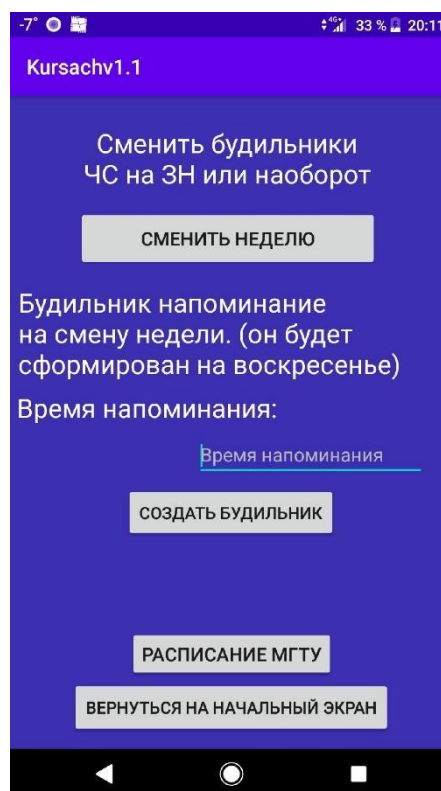 -7° 4G 33 % 20:11
Kursachv1.1
Сменить будильники
ЧС на ЗН или наоборот
СМЕНИТЬ НЕДЕЛЮ
Будильник напоминание
на смену недели. (он будет
сформирован на воскресенье)
Время напоминания:
Время напоминания
СОЗДАТЬ БУДИЛЬНИК
РАСПИСАНИЕ МГТУ
ВЕРНУТЬСЯ НА НАЧАЛЬНЫЙ ЭКРАН